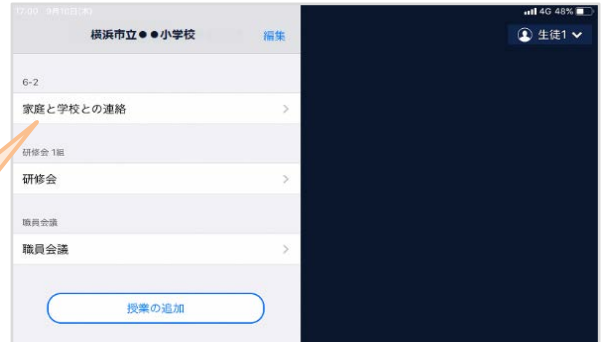 4G 48%
横浜市立●●小学校 編集
生徒1
6-2
家庭と学校との連絡
研修会 1組
研修会
職員会議
職員会議
授業の追加